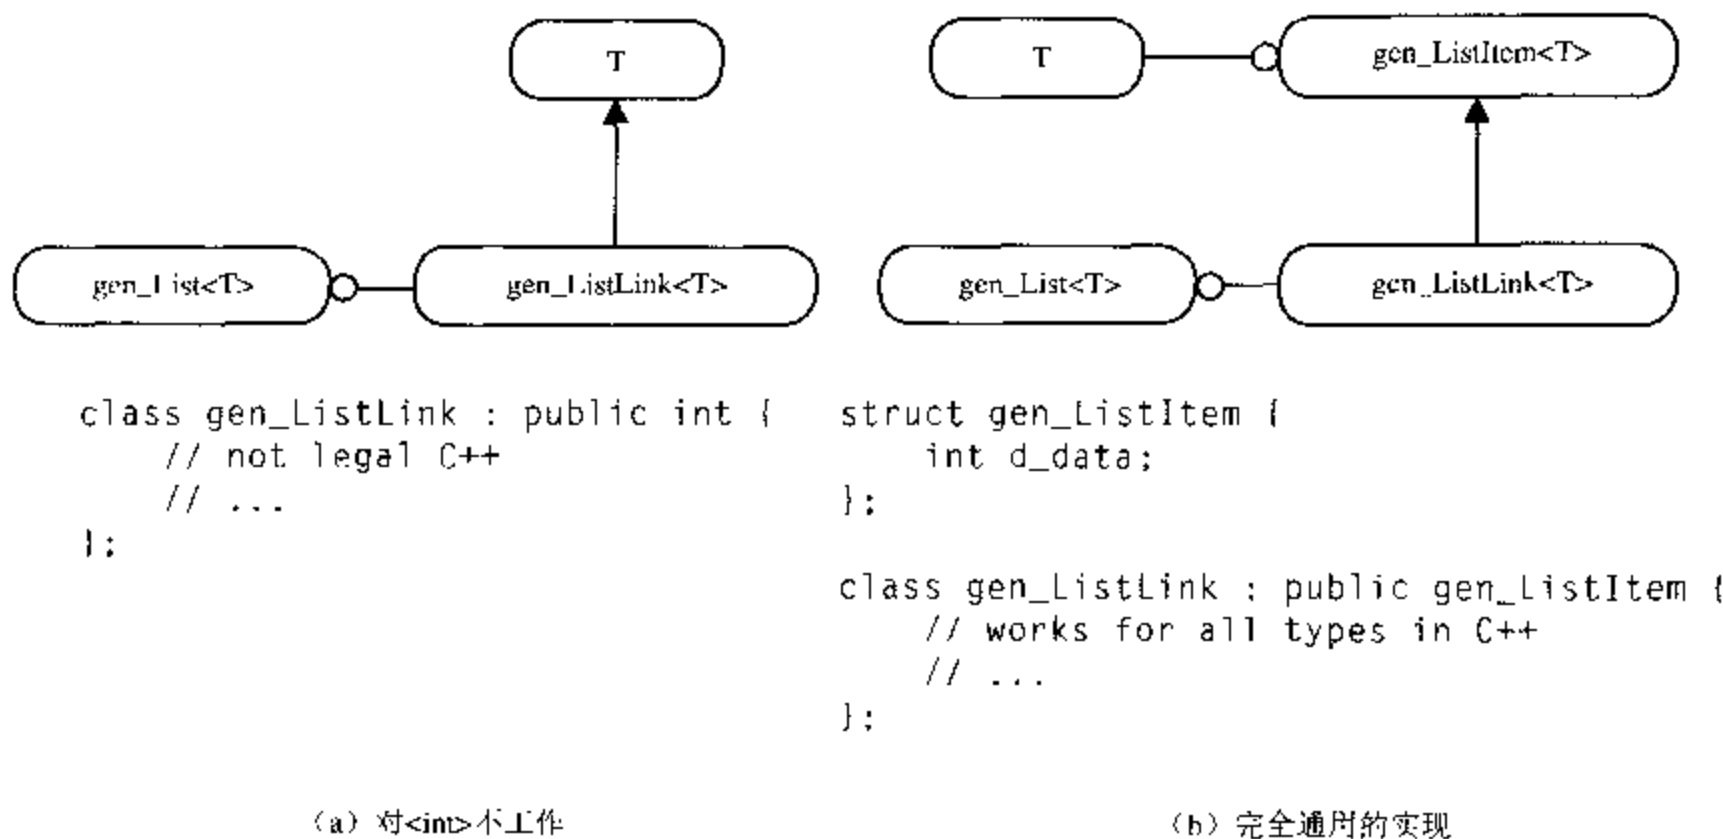 T
gen_List<T>
gen_ListLink<T>
class gen_ListLink : public int {
// not legal C++
// ...
};
(a) 对<int>不工作
T
gen_ListItem<T>
gen_List<T>
gen_ListLink<T>
struct gen_ListItem {
int d_data;
};
class gen_ListLink : public gen_ListItem {
// works for all types in C++
// ...
};
(b) 完全通用的实现